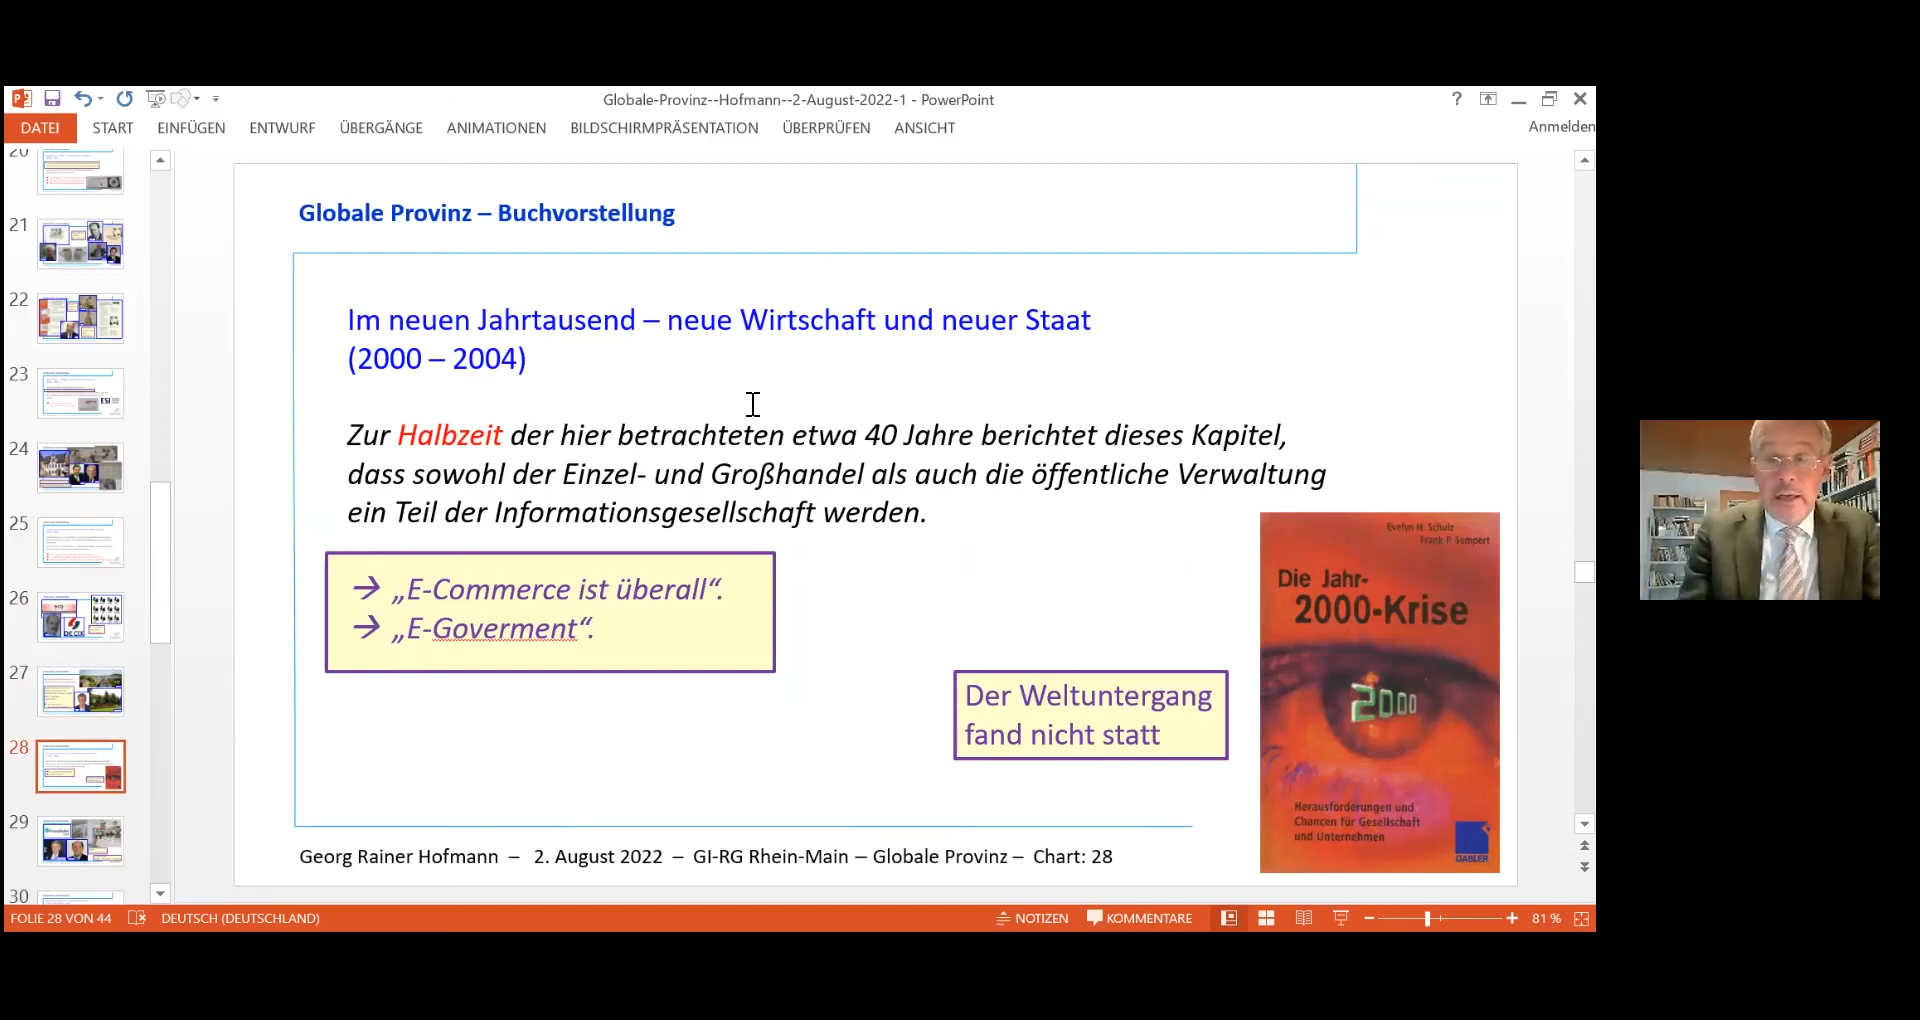 Globale-Provinz--Hofmann--2-August-2022-1 - PowerPoint
?
DATEI START EINFÜGEN ENTWURF ÜBERGÄNGE ANIMATIONEN BILDSCHIRMPRÄSENTATION ÜBERPRÜFEN ANSICHT
Anmelden
20
21
22
23
ESI
24
25
26
27
28
29
30
Globale Provinz – Buchvorstellung
Im neuen Jahrtausend – neue Wirtschaft und neuer Staat
(2000 – 2004)
Zur Halbzeit der hier betrachteten etwa 40 Jahre berichtet dieses Kapitel,
dass sowohl der Einzel- und Großhandel als auch die öffentliche Verwaltung
ein Teil der Informationsgesellschaft werden.
→ „E-Commerce ist überall“.
→ „E-Goverment“.
Der Weltuntergang
fand nicht statt
Evelyn H. Schulz
Frank P. Sempert
Die Jahr-
2000-Krise
2000
Herausforderungen und
Chancen für Gesellschaft
und Unternehmen
GABLER
Georg Rainer Hofmann – 2. August 2022 – GI-RG Rhein-Main – Globale Provinz – Chart: 28
FOLIE 28 VON 44 DEUTSCH (DEUTSCHLAND) NOTIZEN KOMMENTARE 81 %